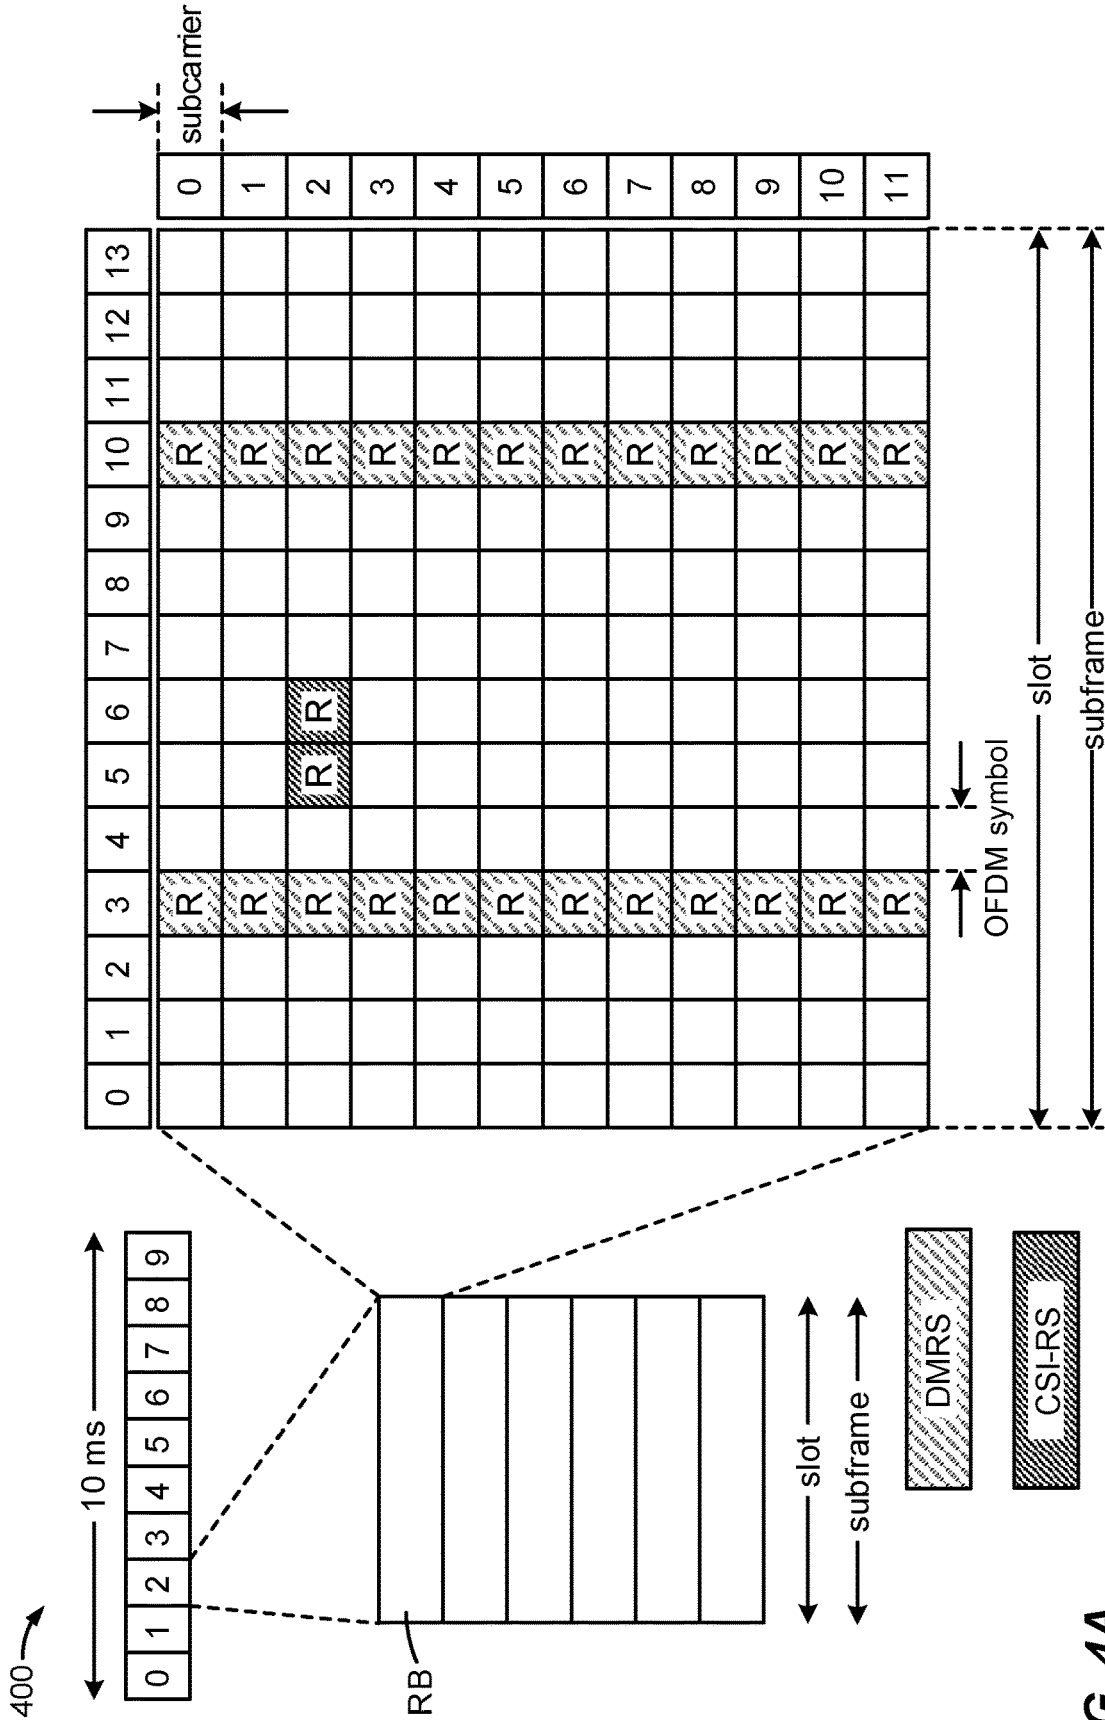 400
10 ms
0 1 2 3 4 5 6 7 8 9
RB
slot
subframe
DMRS
CSI-RS
0 1 2 3 4 5 6 7 8 9 10 11 12 13
subcarrier
R R 0
R R 1
R R R R 2
R R 3
R R 4
R R 5
R R 6
R R 7
R R 8
R R 9
R R 10
R R 11
OFDM symbol
slot
subframe
G. 4A